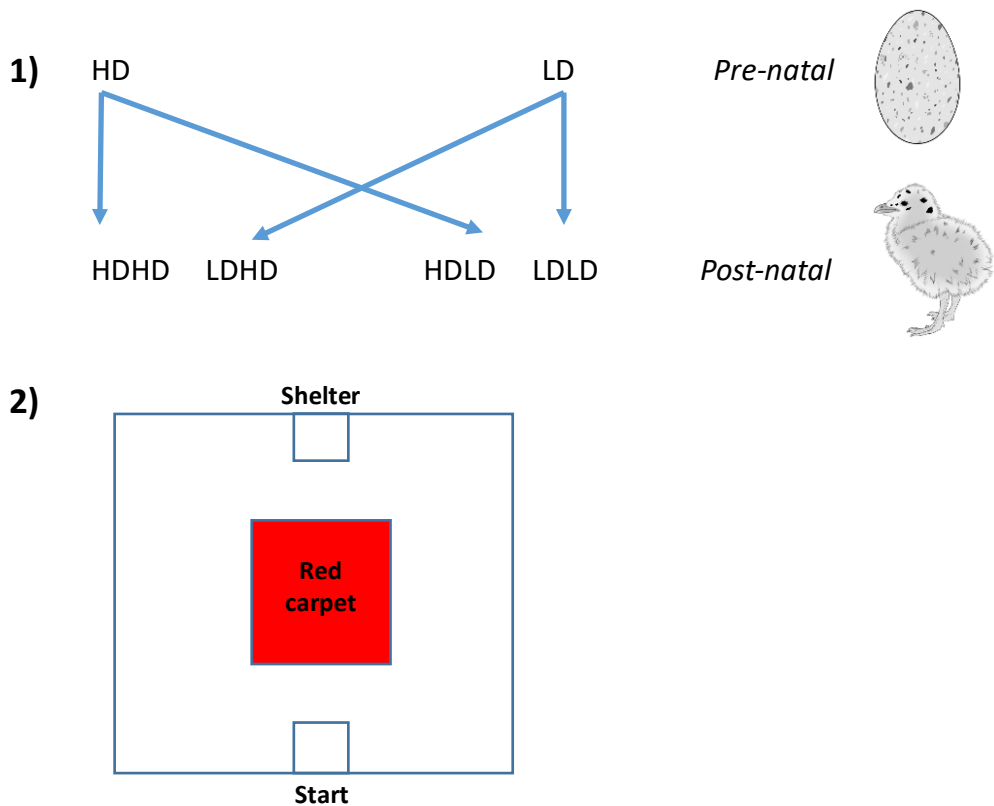 1) HD LD Pre-natal
HDHD LDHD HDLD LDLD Post-natal
2)
Shelter
Red
carpet
Start